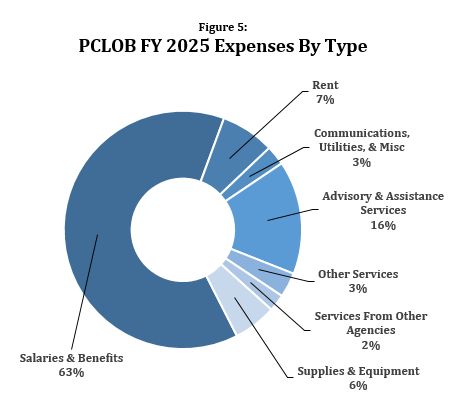 Figure 5:
PCLOB FY 2025 Expenses By Type
Rent
7%
Communications,
Utilities, & Misc
3%
Advisory & Assistance
Services
16%
Other Services
3%
Services From Other
Agencies
2%
Supplies & Equipment
6%
Salaries & Benefits
63%